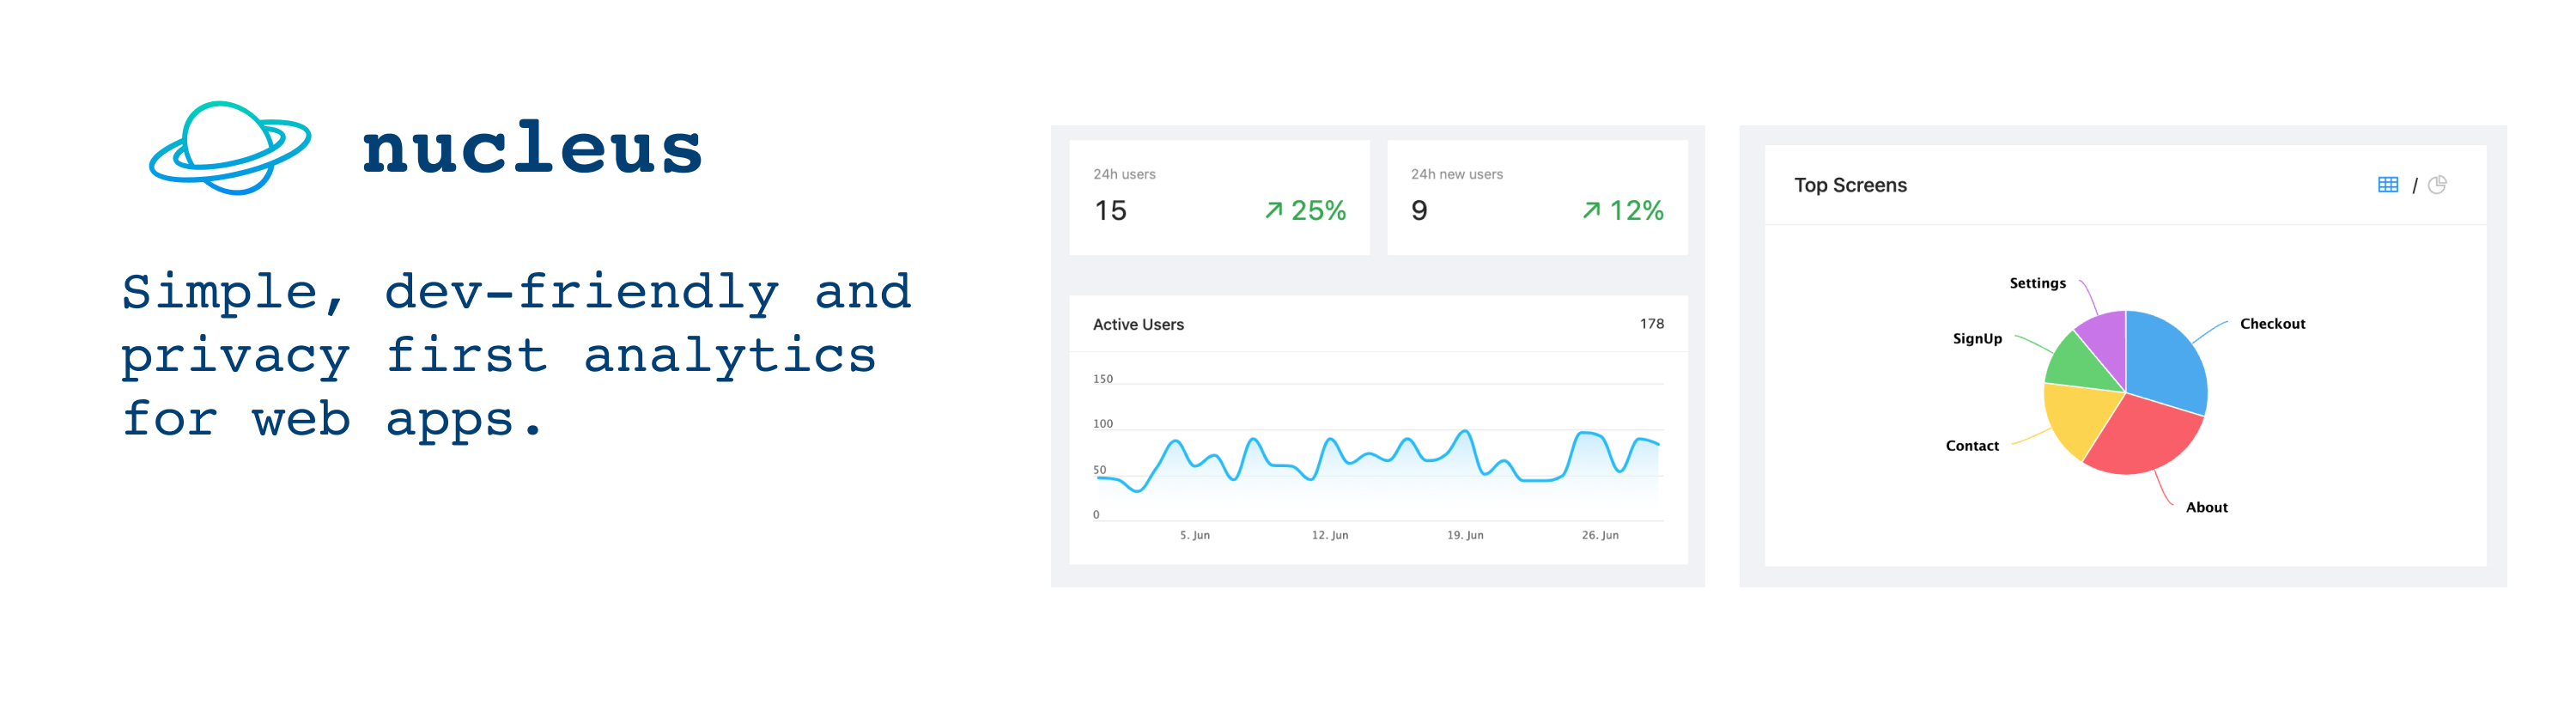 nucleus
Simple, dev-friendly and
privacy first analytics
for web apps.
24h users
15
25%
24h new users
9
12%
Active Users
178
150
100
50
0
5. Jun
12. Jun
19. Jun
26. Jun
Top Screens
/
Settings
Checkout
SignUp
Contact
About